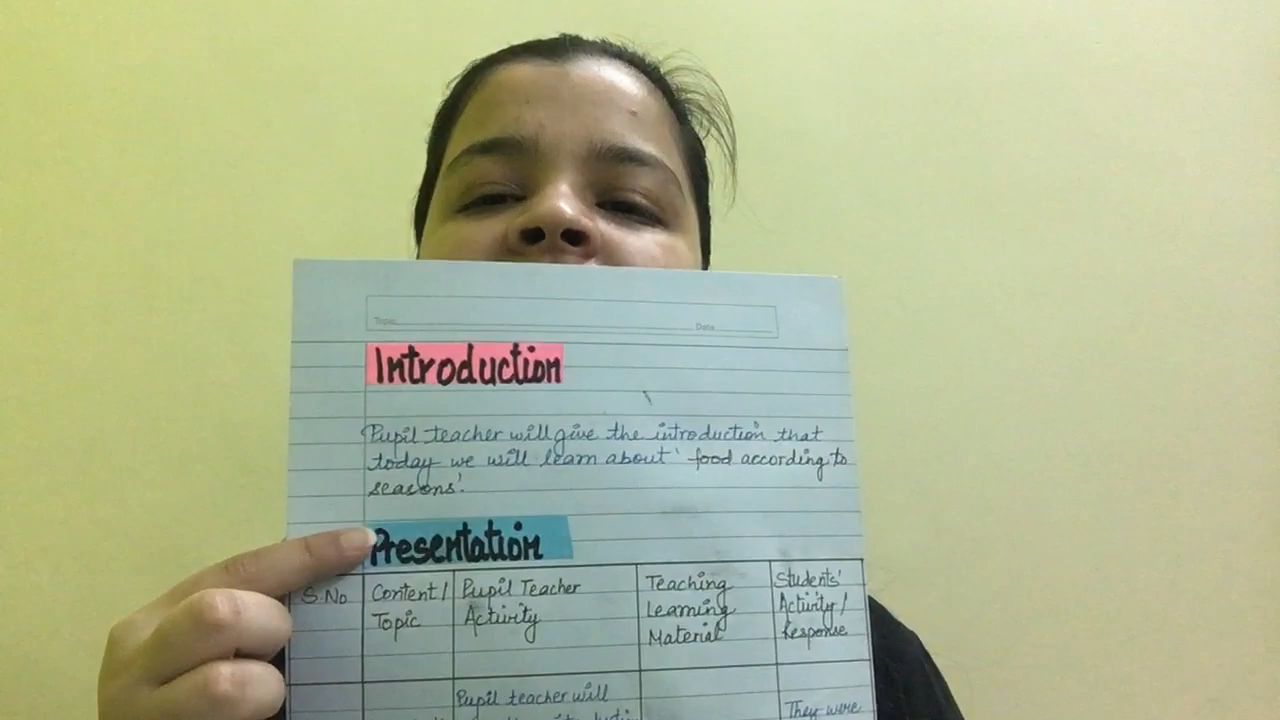 Topic Date
Introduction
Pupil teacher will give the introduction that
today we will learn about 'food according to
seasons'.
Presentation
S.No Content/ Pupil Teacher Teaching Students'
Topic Activity Learning Activity/
Material Response
Pupil teacher will
They were